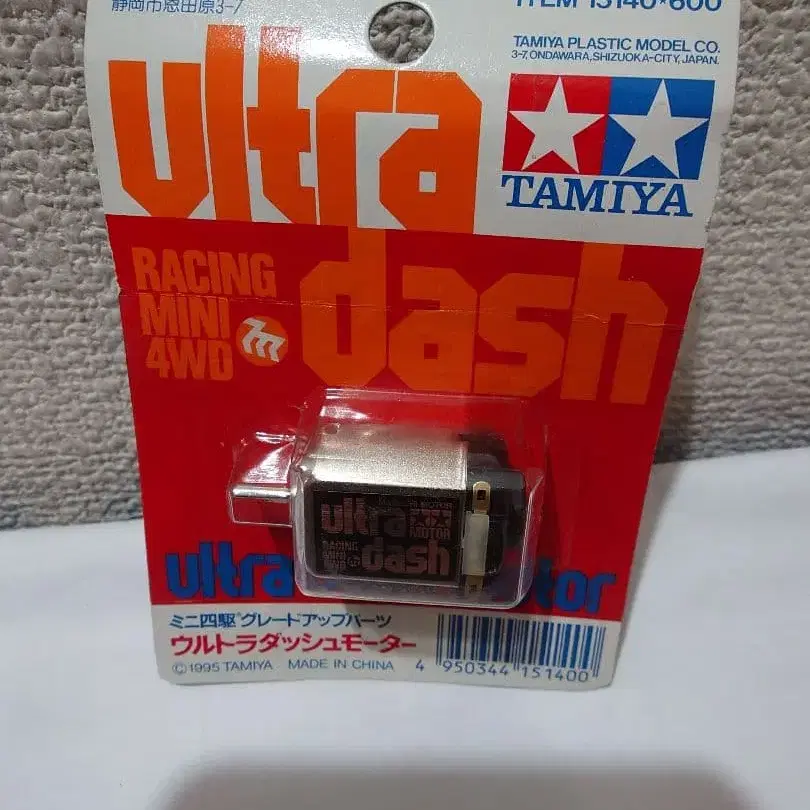 静岡市恩田原3-7
ITEM 15140*600
TAMIYA PLASTIC MODEL CO.
3-7, ONDAWARA, SHIZUOKA-CITY, JAPAN.
ultra
TAMIYA
dash
RACING
MINI
4WD
ultra
HI MOTOR
MOTOR
RACING
MINI
4WD
dash
ultra
tor
ミニ四駆グレードアップパーツ
ウルトラダッシュモーター
©1995 TAMIYA MADE IN CHINA
4 950344 151400